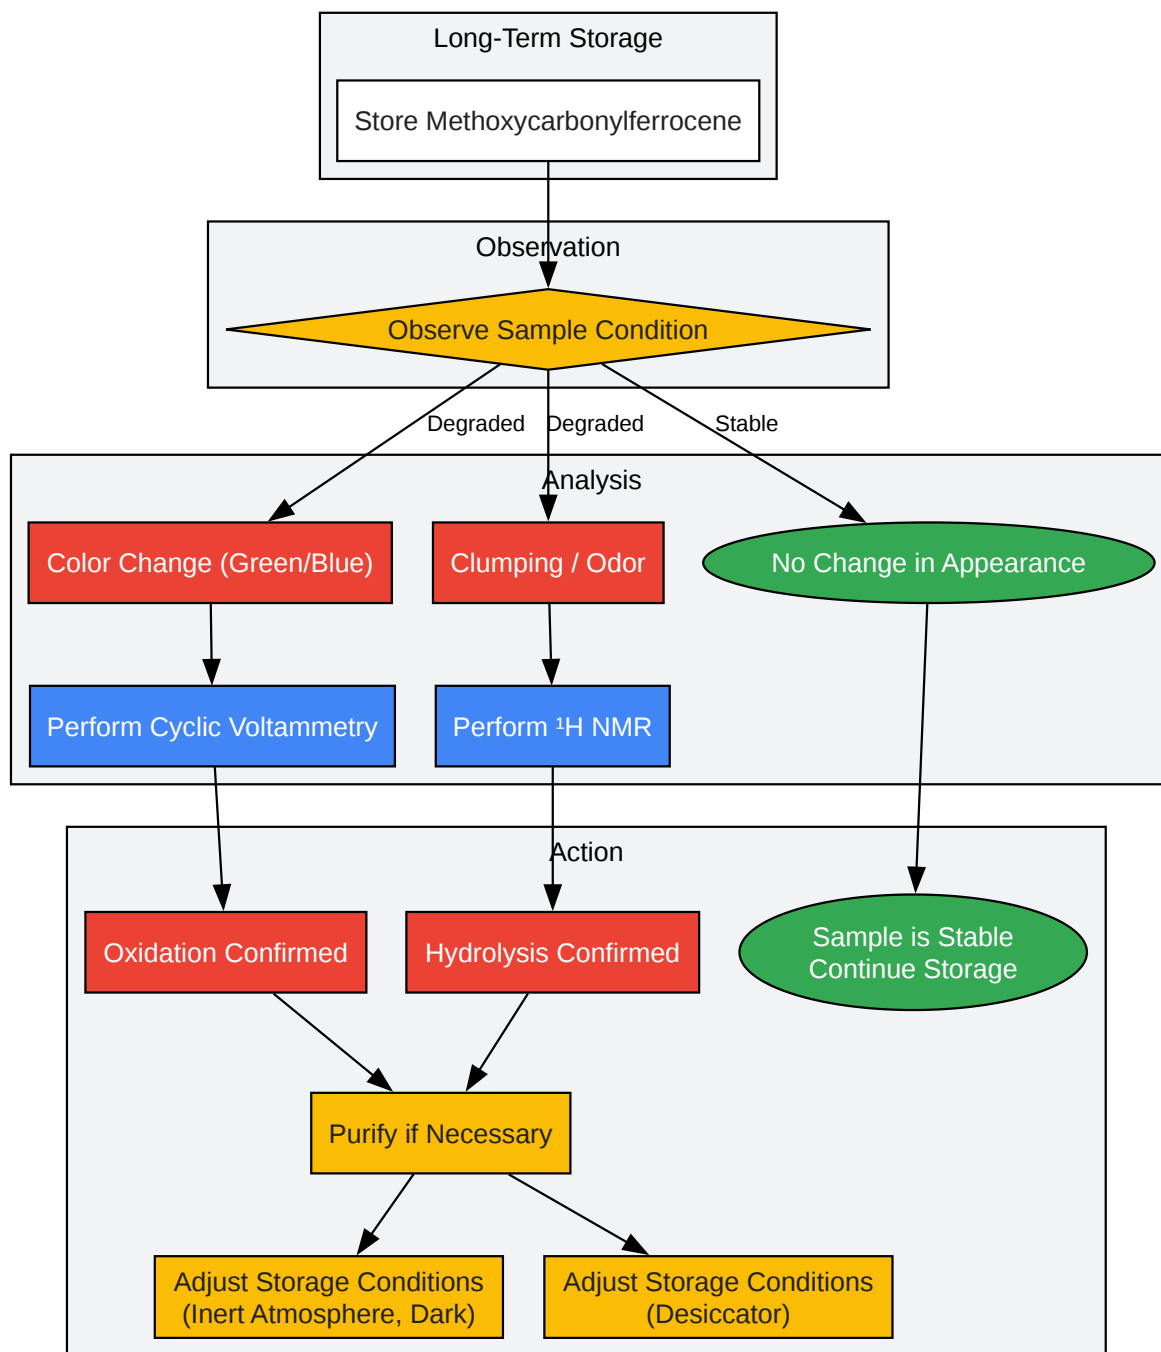 Long-Term Storage
Store Methoxycarbonylferrocene
Observation
Observe Sample Condition
Degraded
Degraded
Stable
Analysis
Color Change (Green/Blue)
Clumping / Odor
No Change in Appearance
Perform Cyclic Voltammetry
Perform ¹H NMR
Action
Oxidation Confirmed
Hydrolysis Confirmed
Sample is Stable
Continue Storage
Purify if Necessary
Adjust Storage Conditions
(Inert Atmosphere, Dark)
Adjust Storage Conditions
(Desiccator)